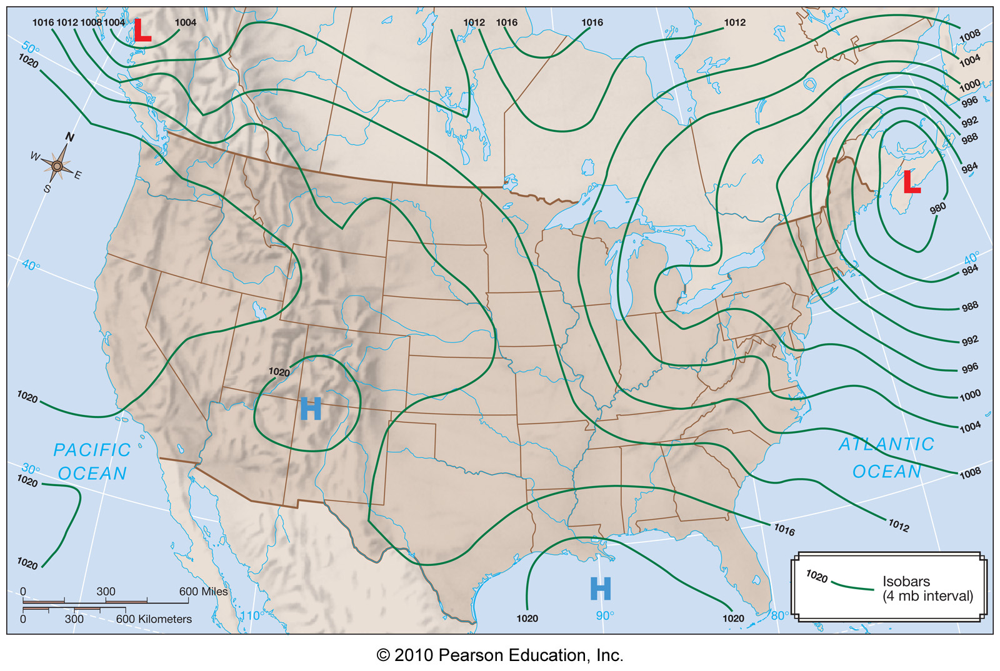 1016 1012 1008 1004
L
1004
1012 1016
1016
1012
1008
50°
1020
1004
1000
996
992
988
N
W
E
S
984
L
980
40°
40°
984
988
992
1020
996
1020
H
1000
1004
PACIFIC
OCEAN
ATLANTIC
OCEAN
30°
1020
1008
1012
1016
1020
H
1020
Isobars
(4 mb interval)
0 300 600 Miles
0 300 600 Kilometers
110°
1020
90°
1020
80°
© 2010 Pearson Education, Inc.